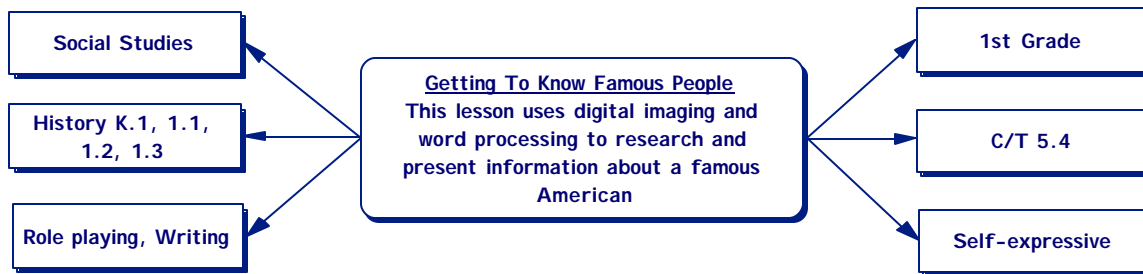 Social Studies
History K.1, 1.1,
1.2, 1.3
Role playing, Writing
Getting To Know Famous People
This lesson uses digital imaging and
word processing to research and
present information about a famous
American
1st Grade
C/T 5.4
Self-expressive